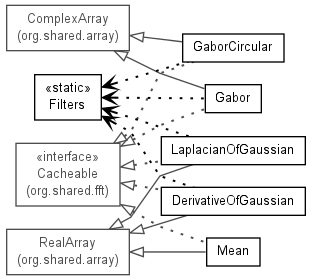 ComplexArray
(org.shared.array)
GaborCircular
«static»
Filters
Gabor
«interface»
Cacheable
(org.shared.fft)
LaplacianOfGaussian
DerivativeOfGaussian
RealArray
(org.shared.array)
Mean